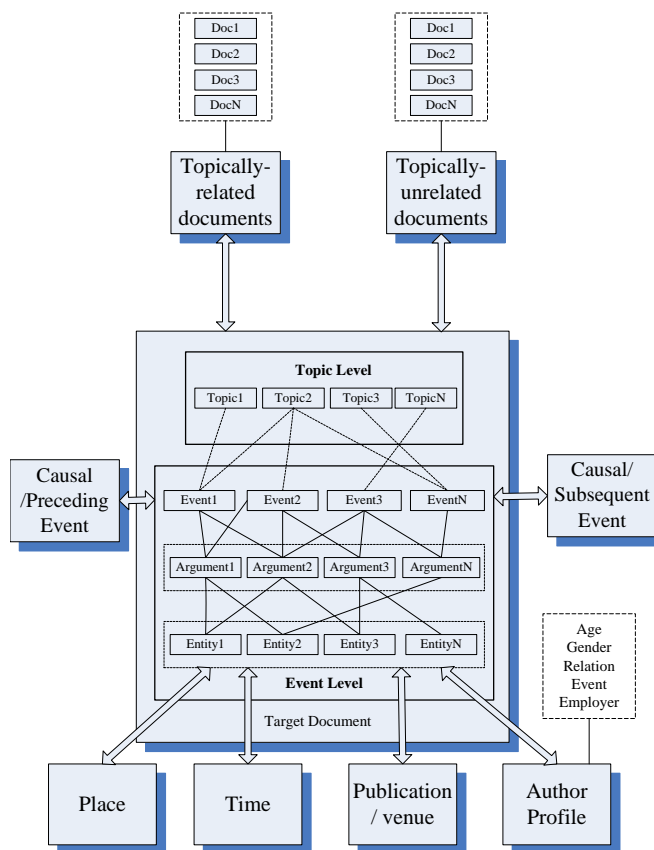 Doc1
Doc2
Doc3
DocN
Doc1
Doc2
Doc3
DocN
Topically-
related
documents
Topically-
unrelated
documents
Topic Level
Topic1 Topic2 Topic3 TopicN
Causal
/Preceding
Event
Event1 Event2 Event3 EventN
Causal/
Subsequent
Event
Argument1 Argument2 Argument3 ArgumentN
Entity1 Entity2 Entity3 EntityN
Event Level
Target Document
Age
Gender
Relation
Event
Employer
Place
Time
Publication
/ venue
Author
Profile